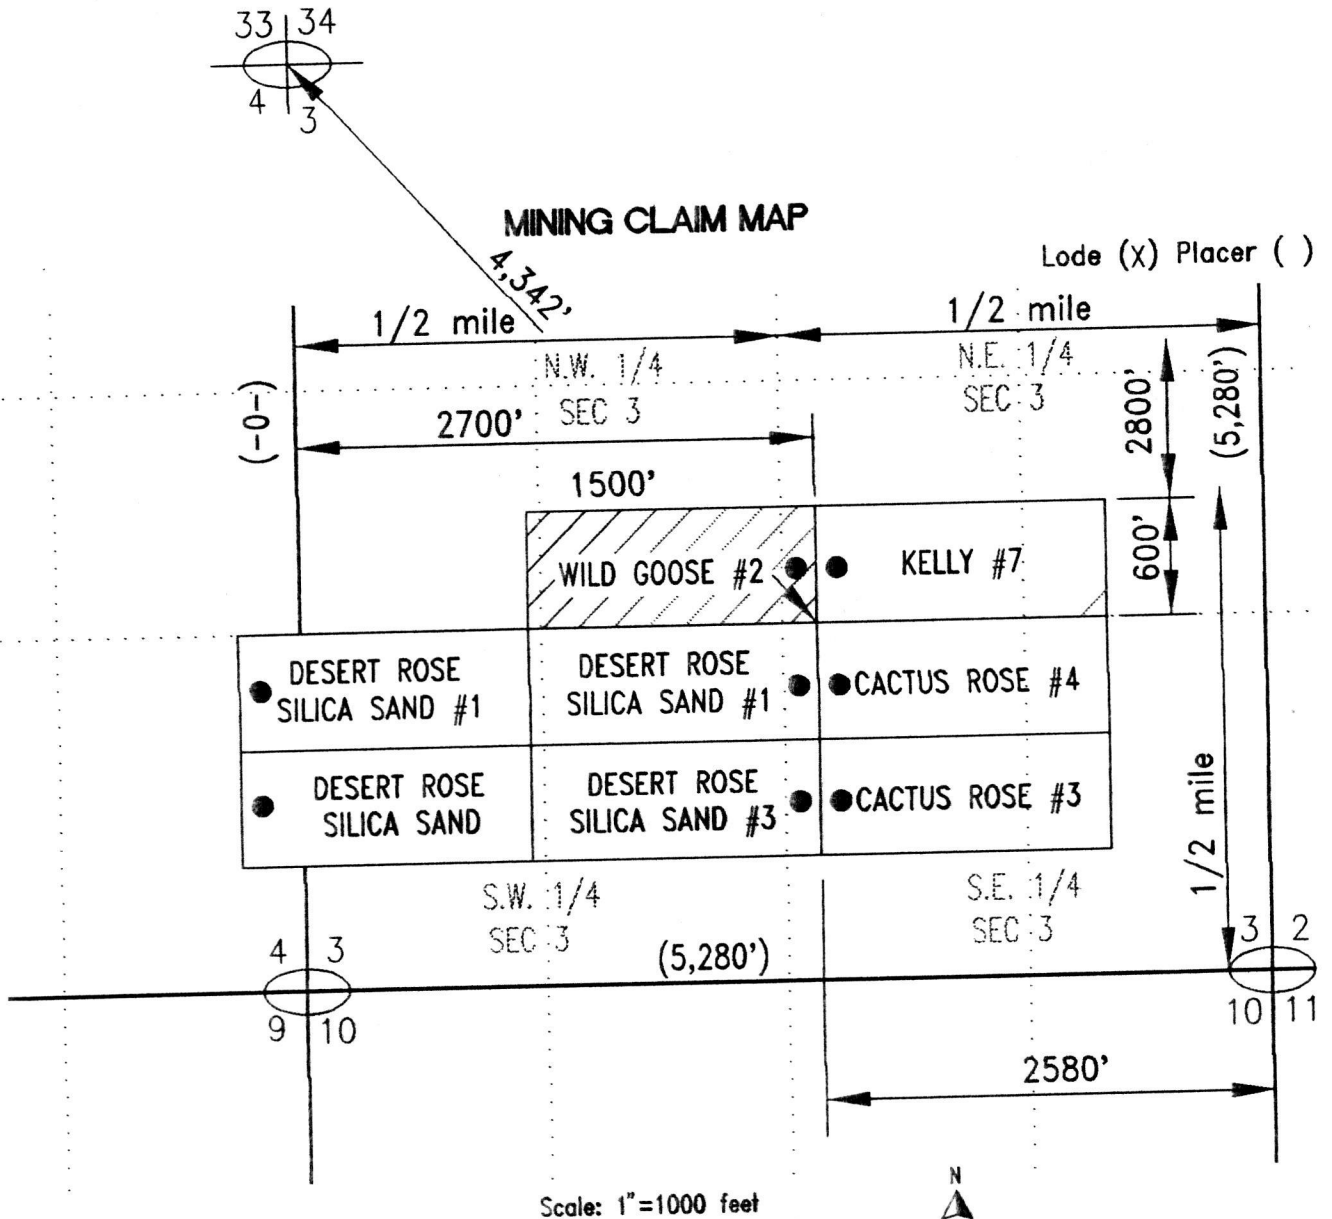 33 34
4 3
MINING CLAIM MAP
4,342'
Lode (X) Placer ( )
1/2 mile
1/2 mile
N.W. 1/4
SEC 3
N.E. 1/4
SEC 3
(-0-)
2700'
2800'
(5,280')
1500'
600'
WILD GOOSE #2
KELLY #7
DESERT ROSE
SILICA SAND #1
DESERT ROSE
SILICA SAND #1
CACTUS ROSE #4
DESERT ROSE
SILICA SAND
DESERT ROSE
SILICA SAND #3
CACTUS ROSE #3
1/2 mile
S.W. 1/4
SEC 3
S.E. 1/4
SEC 3
(5,280')
4 3
9 10
3 2
10 11
2580'
Scale: 1"=1000 feet
N